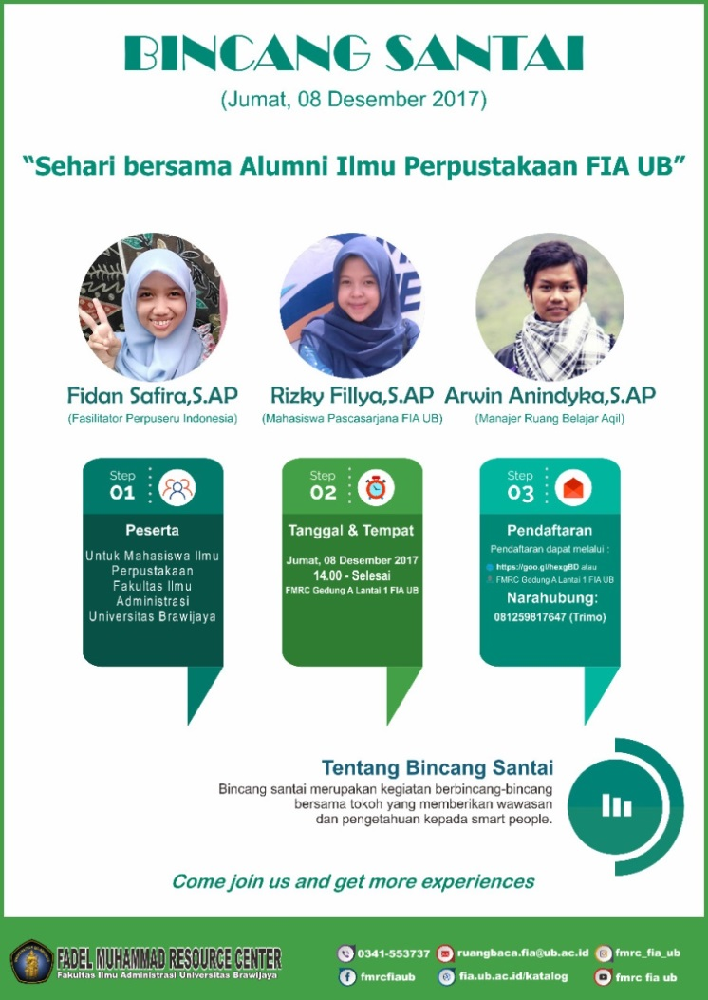 BINCANG SANTAI
(Jumat, 08 Desember 2017)
“Sehari bersama Alumni Ilmu Perpustakaan FIA UB”
Fidan Safira,S.AP
(Fasilitator Perpuseru Indonesia)
Rizky Fillya,S.AP
(Mahasiswa Pascasarjana FIA UB)
Arwin Anindyka,S.AP
(Manajer Ruang Belajar Aqil)
Step
01
Peserta
Untuk Mahasiswa Ilmu
Perpustakaan
Fakultas Ilmu
Administrasi
Universitas Brawijaya
Step
02
Tanggal & Tempat
Jumat, 08 Desember 2017
14.00 - Selesai
FMRC Gedung A Lantai 1 FIA UB
Step
03
Pendaftaran
Pendaftaran dapat melalui :
https://goo.gl/hexgBD atau
FMRC Gedung A Lantai 1 FIA UB
Narahubung:
081259817647 (Trimo)
Tentang Bincang Santai
Bincang santai merupakan kegiatan berbincang-bincang
bersama tokoh yang memberikan wawasan
dan pengetahuan kepada smart people.
Come join us and get more experiences
FADEL MUHAMMAD RESOURCE CENTER
Fakultas Ilmu Administrasi Universitas Brawijaya
0341-553737
ruangbaca.fia@ub.ac.id
fmrc_fia_ub
fmrcfiaub
fia.ub.ac.id/katalog
fmrc fia ub